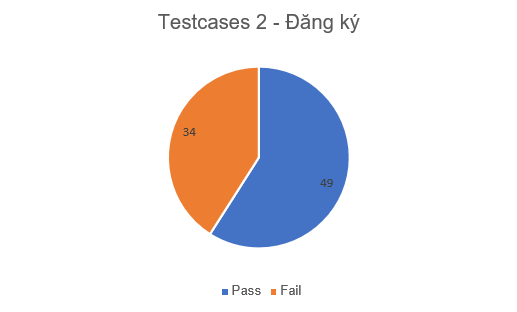 Testcases 2 - Đăng ký
34
49
Pass Fail